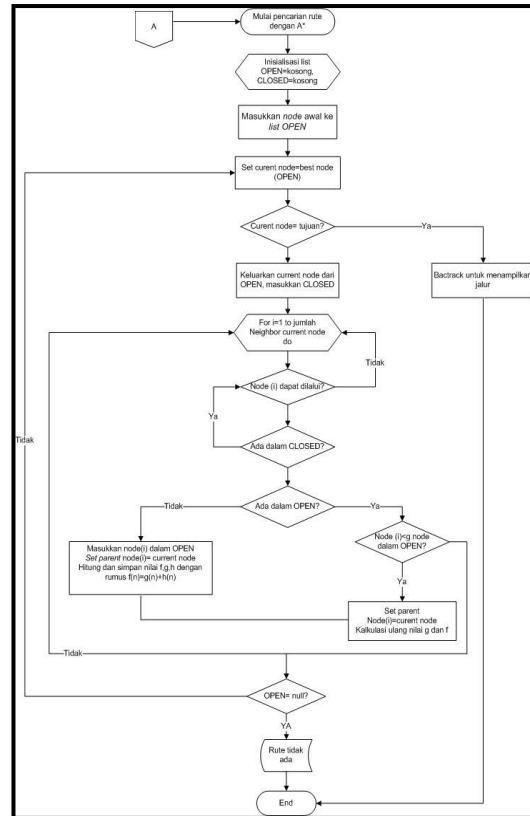 A
Mulai pencarian rute
dengan A*
Inisialisasi list
OPEN=kosong,
CLOSED=kosong
Masukkan node awal ke
list OPEN
Set curent node=best node
(OPEN)
Curent node= tujuan?
Ya
Keluarkan current node dari
OPEN, masukkan CLOSED
Bactrack untuk menampilkan
jalur
For i=1 to jumlah
Neighbor current node
do
Tidak
Node (i) dapat dilalui?
Ya
Tidak
Ada dalam CLOSED?
Tidak
Ada dalam OPEN?
Ya
Masukkan node(i) dalam OPEN
Set parent node(i)= current node
Hitung dan simpan nilai f,g,h dengan
rumus f(n)=g(n)+h(n)
Node (i)<g node
dalam OPEN?
Ya
Set parent
Node(i)=curent node
Kalkulasi ulang nilai g dan f
Tidak
OPEN= null?
YA
Rute tidak
ada
End